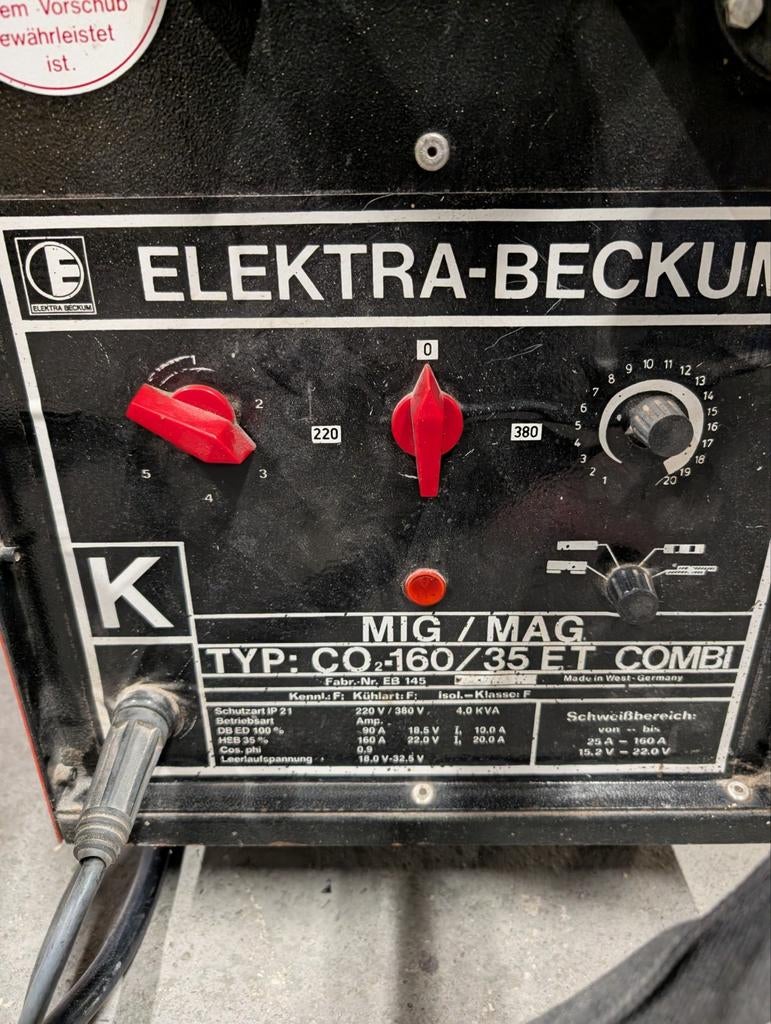 em Vorschub
ewährleistet
ist.
ELEKTRA BECKUM
ELEKTRA-BECKUM
0
2
3
4
5
220
380
1 2 3 4 5 6 7 8 9 10 11 12 13 14 15 16 17 18 19 20
K
MIG / MAG
TYP: CO₂-160/35 ET COMBI
Fabr.-Nr. EB 145
Made in West-Germany
Kennl.: F; Kühlart: F; Isol.-Klasse: F
Schutzart IP 21 220 V / 380 V 4.0 KVA
Betriebsart Amp.
DB ED 100 % 90 A 18.5 V I₁ 10.0 A
HSB 35 % 160 A 22.0 V I₁ 20.0 A
Cos. phi 0.9
Leerlaufspannung 18.0 V-32.5 V
Schweißbereich:
von -- bis
25 A – 160 A
15.2 V – 22.0 V